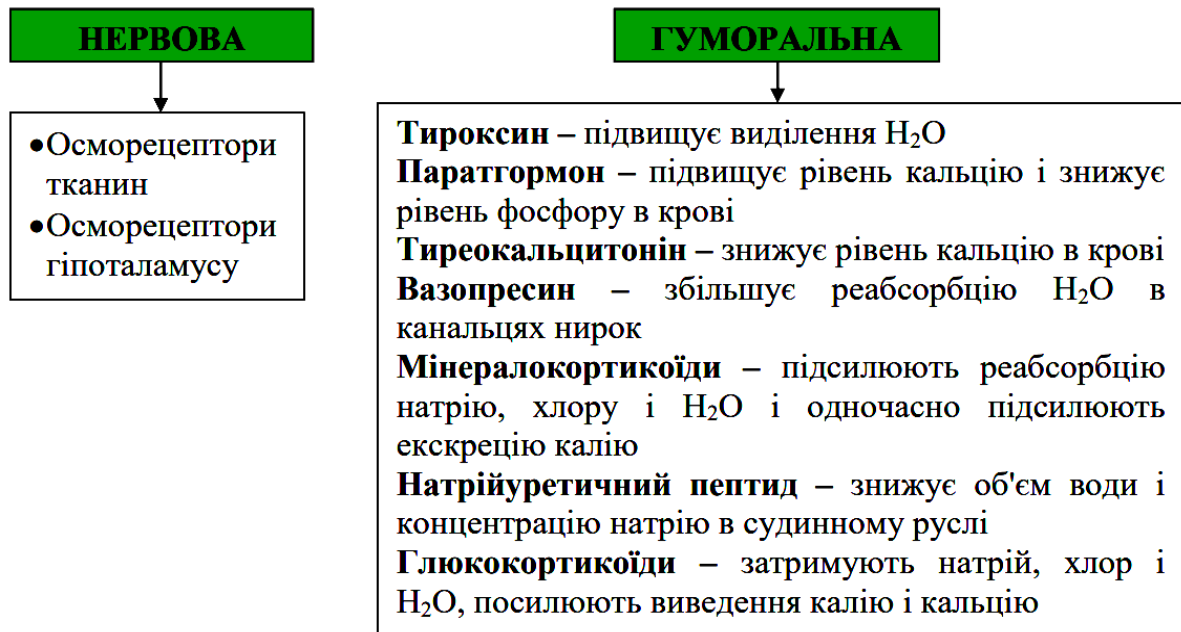 НЕРВОВА
•Осморецептори
тканин
•Осморецептори
гіпоталамусу
ГУМОРАЛЬНА
Тироксин – підвищує виділення H₂O
Паратгормон – підвищує рівень кальцію і знижує
рівень фосфору в крові
Тиреокальцитонін – знижує рівень кальцію в крові
Вазопресин – збільшує реабсорбцію H₂O в
канальцях нирок
Мінералокортикоїди – підсилюють реабсорбцію
натрію, хлору і H₂O і одночасно підсилюють
екскрецію калію
Натрійуретичний пептид – знижує об'єм води і
концентрацію натрію в судинному руслі
Глюкокортикоїди – затримують натрій, хлор і
H₂O, посилюють виведення калію і кальцію